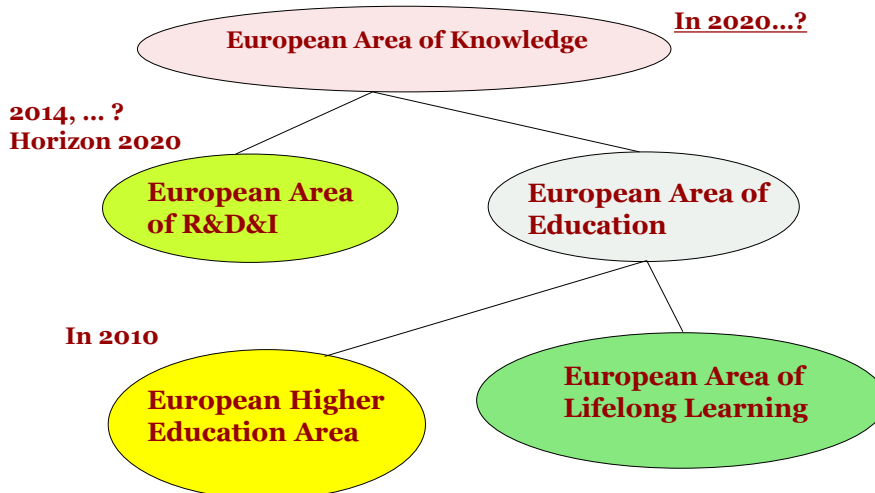 European Area of Knowledge
In 2020...?
2014, ... ?
Horizon 2020
European Area
of R&D&I
European Area of
Education
In 2010
European Higher
Education Area
European Area of
Lifelong Learning